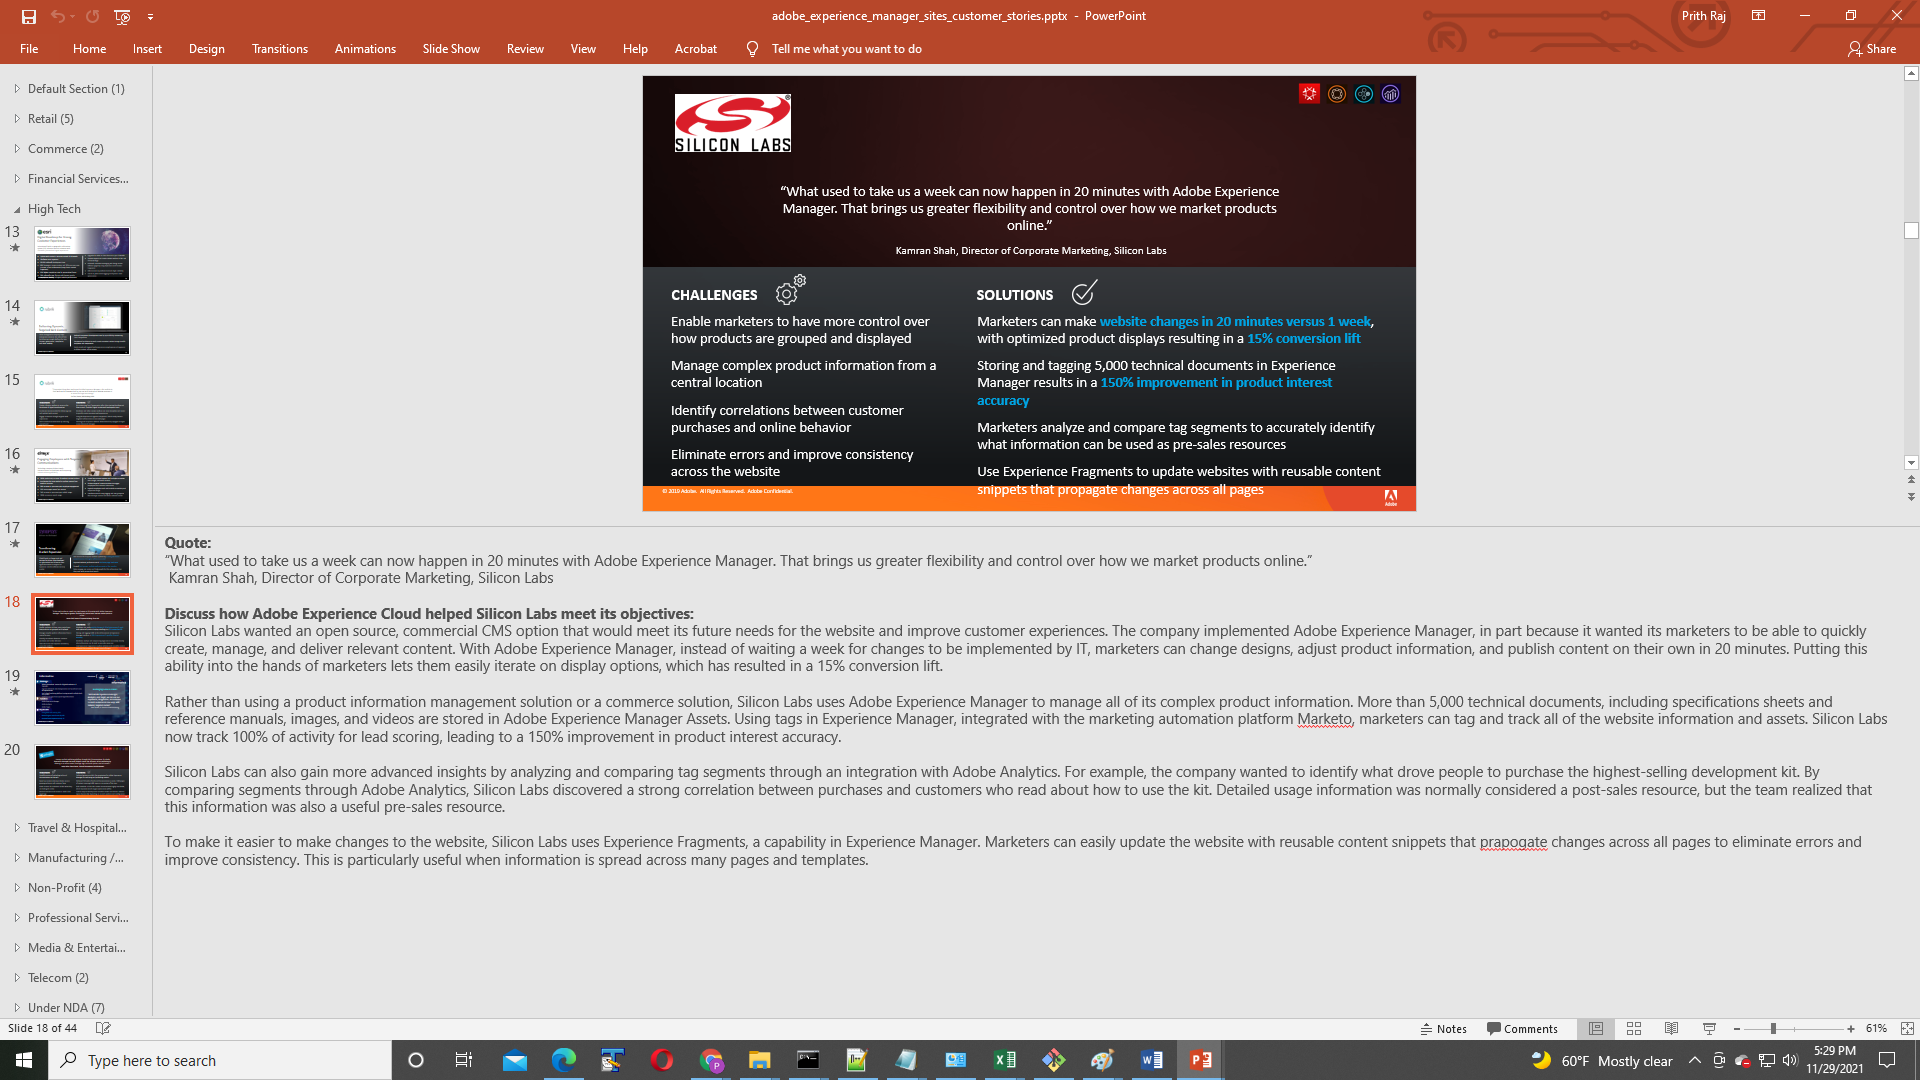 adobe_experience_manager_sites_customer_stories.pptx - PowerPoint
Prith Raj
File Home Insert Design Transitions Animations Slide Show Review View Help Acrobat Tell me what you want to do
Share
Default Section (1)
Retail (5)
Commerce (2)
Financial Services...
High Tech
13
14
15
16
17
18
19
20
Travel & Hospital...
Manufacturing /...
Non-Profit (4)
Professional Servi...
Media & Entertai...
Telecom (2)
Under NDA (7)
SILICON LABS
“What used to take us a week can now happen in 20 minutes with Adobe Experience
Manager. That brings us greater flexibility and control over how we market products
online.”
Kamran Shah, Director of Corporate Marketing, Silicon Labs
CHALLENGES
Enable marketers to have more control over
how products are grouped and displayed
Manage complex product information from a
central location
Identify correlations between customer
purchases and online behavior
Eliminate errors and improve consistency
across the website
SOLUTIONS
Marketers can make website changes in 20 minutes versus 1 week,
with optimized product displays resulting in a 15% conversion lift
Storing and tagging 5,000 technical documents in Experience
Manager results in a 150% improvement in product interest
accuracy
Marketers analyze and compare tag segments to accurately identify
what information can be used as pre-sales resources
Use Experience Fragments to update websites with reusable content
snippets that propagate changes across all pages
© 2019 Adobe. All Rights Reserved. Adobe Confidential.
Adobe
Quote:
“What used to take us a week can now happen in 20 minutes with Adobe Experience Manager. That brings us greater flexibility and control over how we market products online.”
Kamran Shah, Director of Corporate Marketing, Silicon Labs
Discuss how Adobe Experience Cloud helped Silicon Labs meet its objectives:
Silicon Labs wanted an open source, commercial CMS option that would meet its future needs for the website and improve customer experiences. The company implemented Adobe Experience Manager, in part because it wanted its marketers to be able to quickly
create, manage, and deliver relevant content. With Adobe Experience Manager, instead of waiting a week for changes to be implemented by IT, marketers can change designs, adjust product information, and publish content on their own in 20 minutes. Putting this
ability into the hands of marketers lets them easily iterate on display options, which has resulted in a 15% conversion lift.
Rather than using a product information management solution or a commerce solution, Silicon Labs uses Adobe Experience Manager to manage all of its complex product information. More than 5,000 technical documents, including specifications sheets and
reference manuals, images, and videos are stored in Adobe Experience Manager Assets. Using tags in Experience Manager, integrated with the marketing automation platform Marketo, marketers can tag and track all of the website information and assets. Silicon Labs
now track 100% of activity for lead scoring, leading to a 150% improvement in product interest accuracy.
Silicon Labs can also gain more advanced insights by analyzing and comparing tag segments through an integration with Adobe Analytics. For example, the company wanted to identify what drove people to purchase the highest-selling development kit. By
comparing segments through Adobe Analytics, Silicon Labs discovered a strong correlation between purchases and customers who read about how to use the kit. Detailed usage information was normally considered a post-sales resource, but the team realized that
this information was also a useful pre-sales resource.
To make it easier to make changes to the website, Silicon Labs uses Experience Fragments, a capability in Experience Manager. Marketers can easily update the website with reusable content snippets that prapogate changes across all pages to eliminate errors and
improve consistency. This is particularly useful when information is spread across many pages and templates.
Slide 18 of 44
Notes Comments 61%
Type here to search
60°F Mostly clear
5:29 PM
11/29/2021